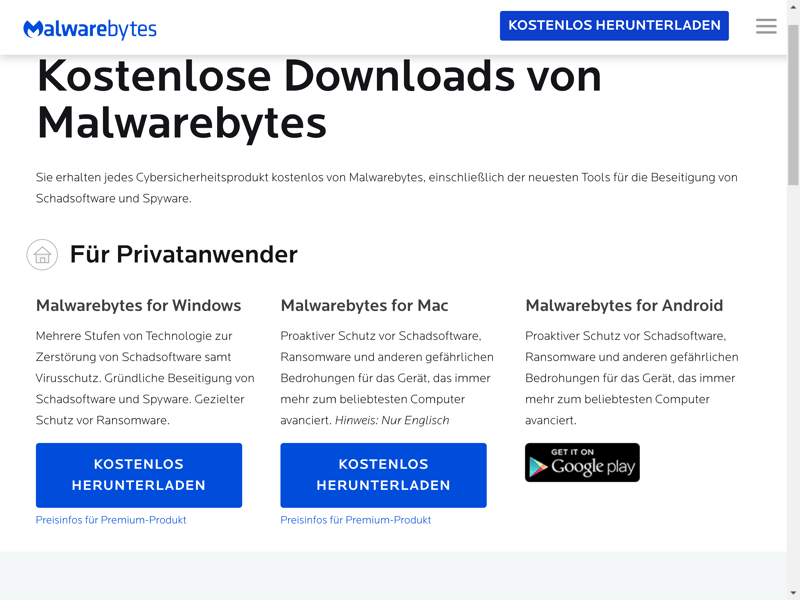 Malwarebytes
KOSTENLOS HERUNTERLADEN
Kostenlose Downloads von
Malwarebytes
Sie erhalten jedes Cybersicherheitsprodukt kostenlos von Malwarebytes, einschließlich der neuesten Tools für die Beseitigung von
Schadsoftware und Spyware.
Für Privatanwender
Malwarebytes for Windows
Mehrere Stufen von Technologie zur
Zerstörung von Schadsoftware samt
Virusschutz. Gründliche Beseitigung von
Schadsoftware und Spyware. Gezielter
Schutz vor Ransomware.
KOSTENLOS
HERUNTERLADEN
Preisinfos für Premium-Produkt
Malwarebytes for Mac
Proaktiver Schutz vor Schadsoftware,
Ransomware und anderen gefährlichen
Bedrohungen für das Gerät, das immer
mehr zum beliebtesten Computer
avanciert. Hinweis: Nur Englisch
KOSTENLOS
HERUNTERLADEN
Preisinfos für Premium-Produkt
Malwarebytes for Android
Proaktiver Schutz vor Schadsoftware,
Ransomware und anderen gefährlichen
Bedrohungen für das Gerät, das immer
mehr zum beliebtesten Computer
avanciert.
GET IT ON
Google play